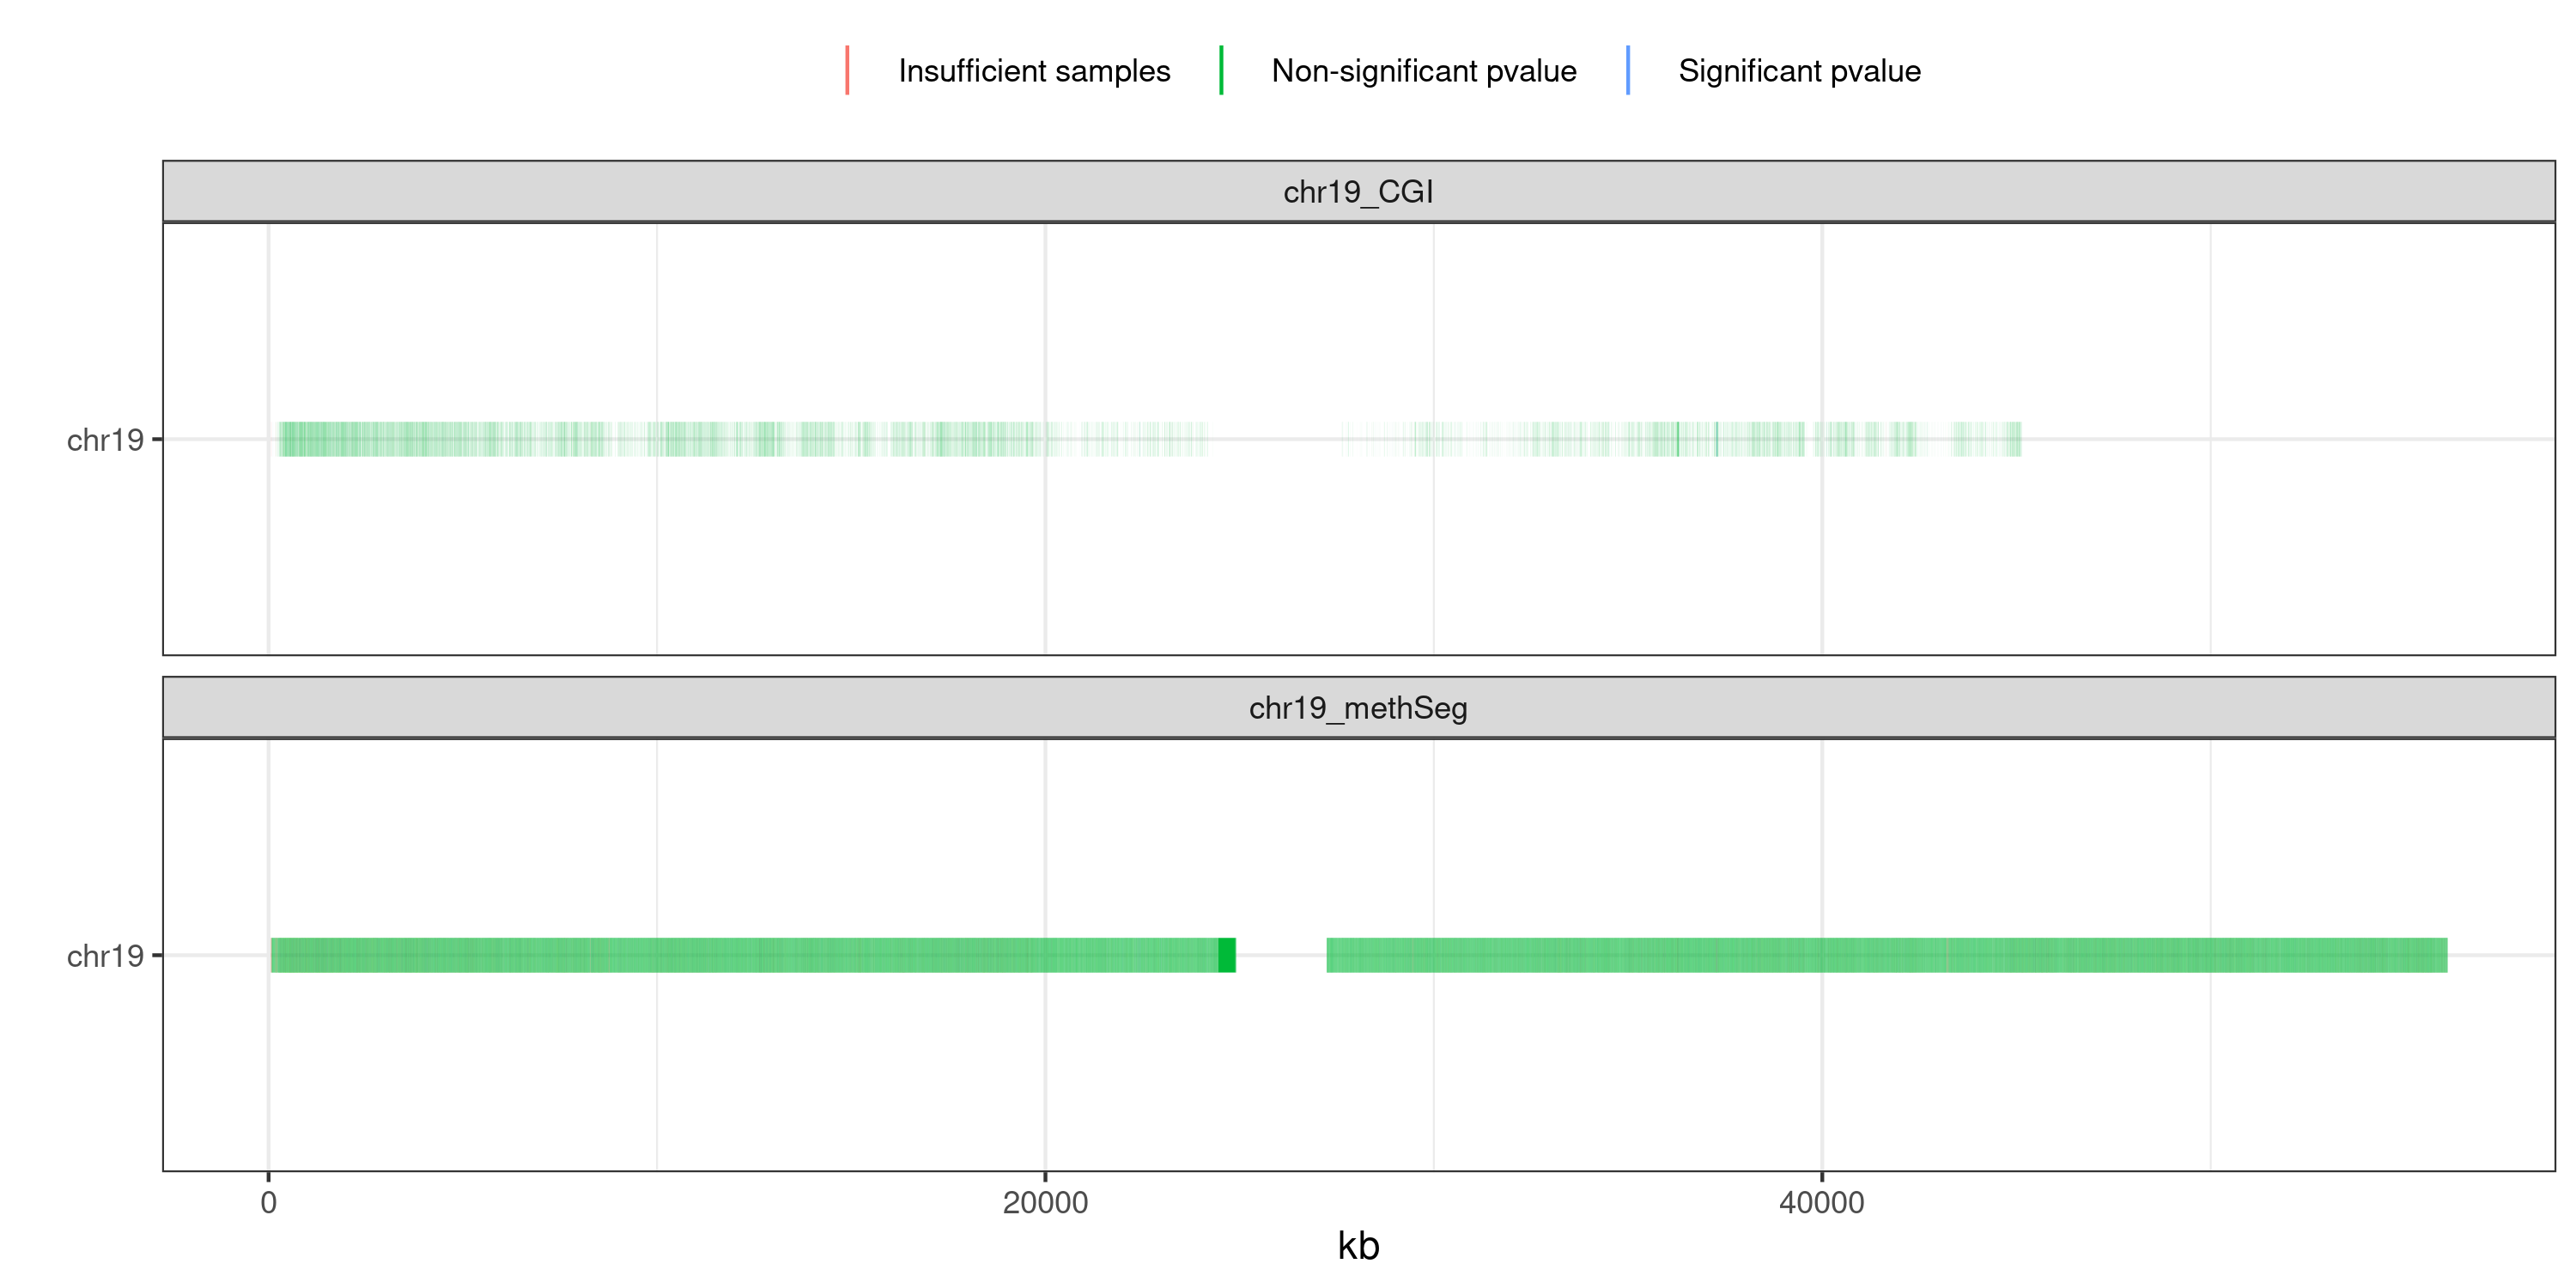 Insufficient samples Non-significant pvalue Significant pvalue
chr19_CGI
chr19
chr19_methSeg
chr19
0 20000 40000
kb